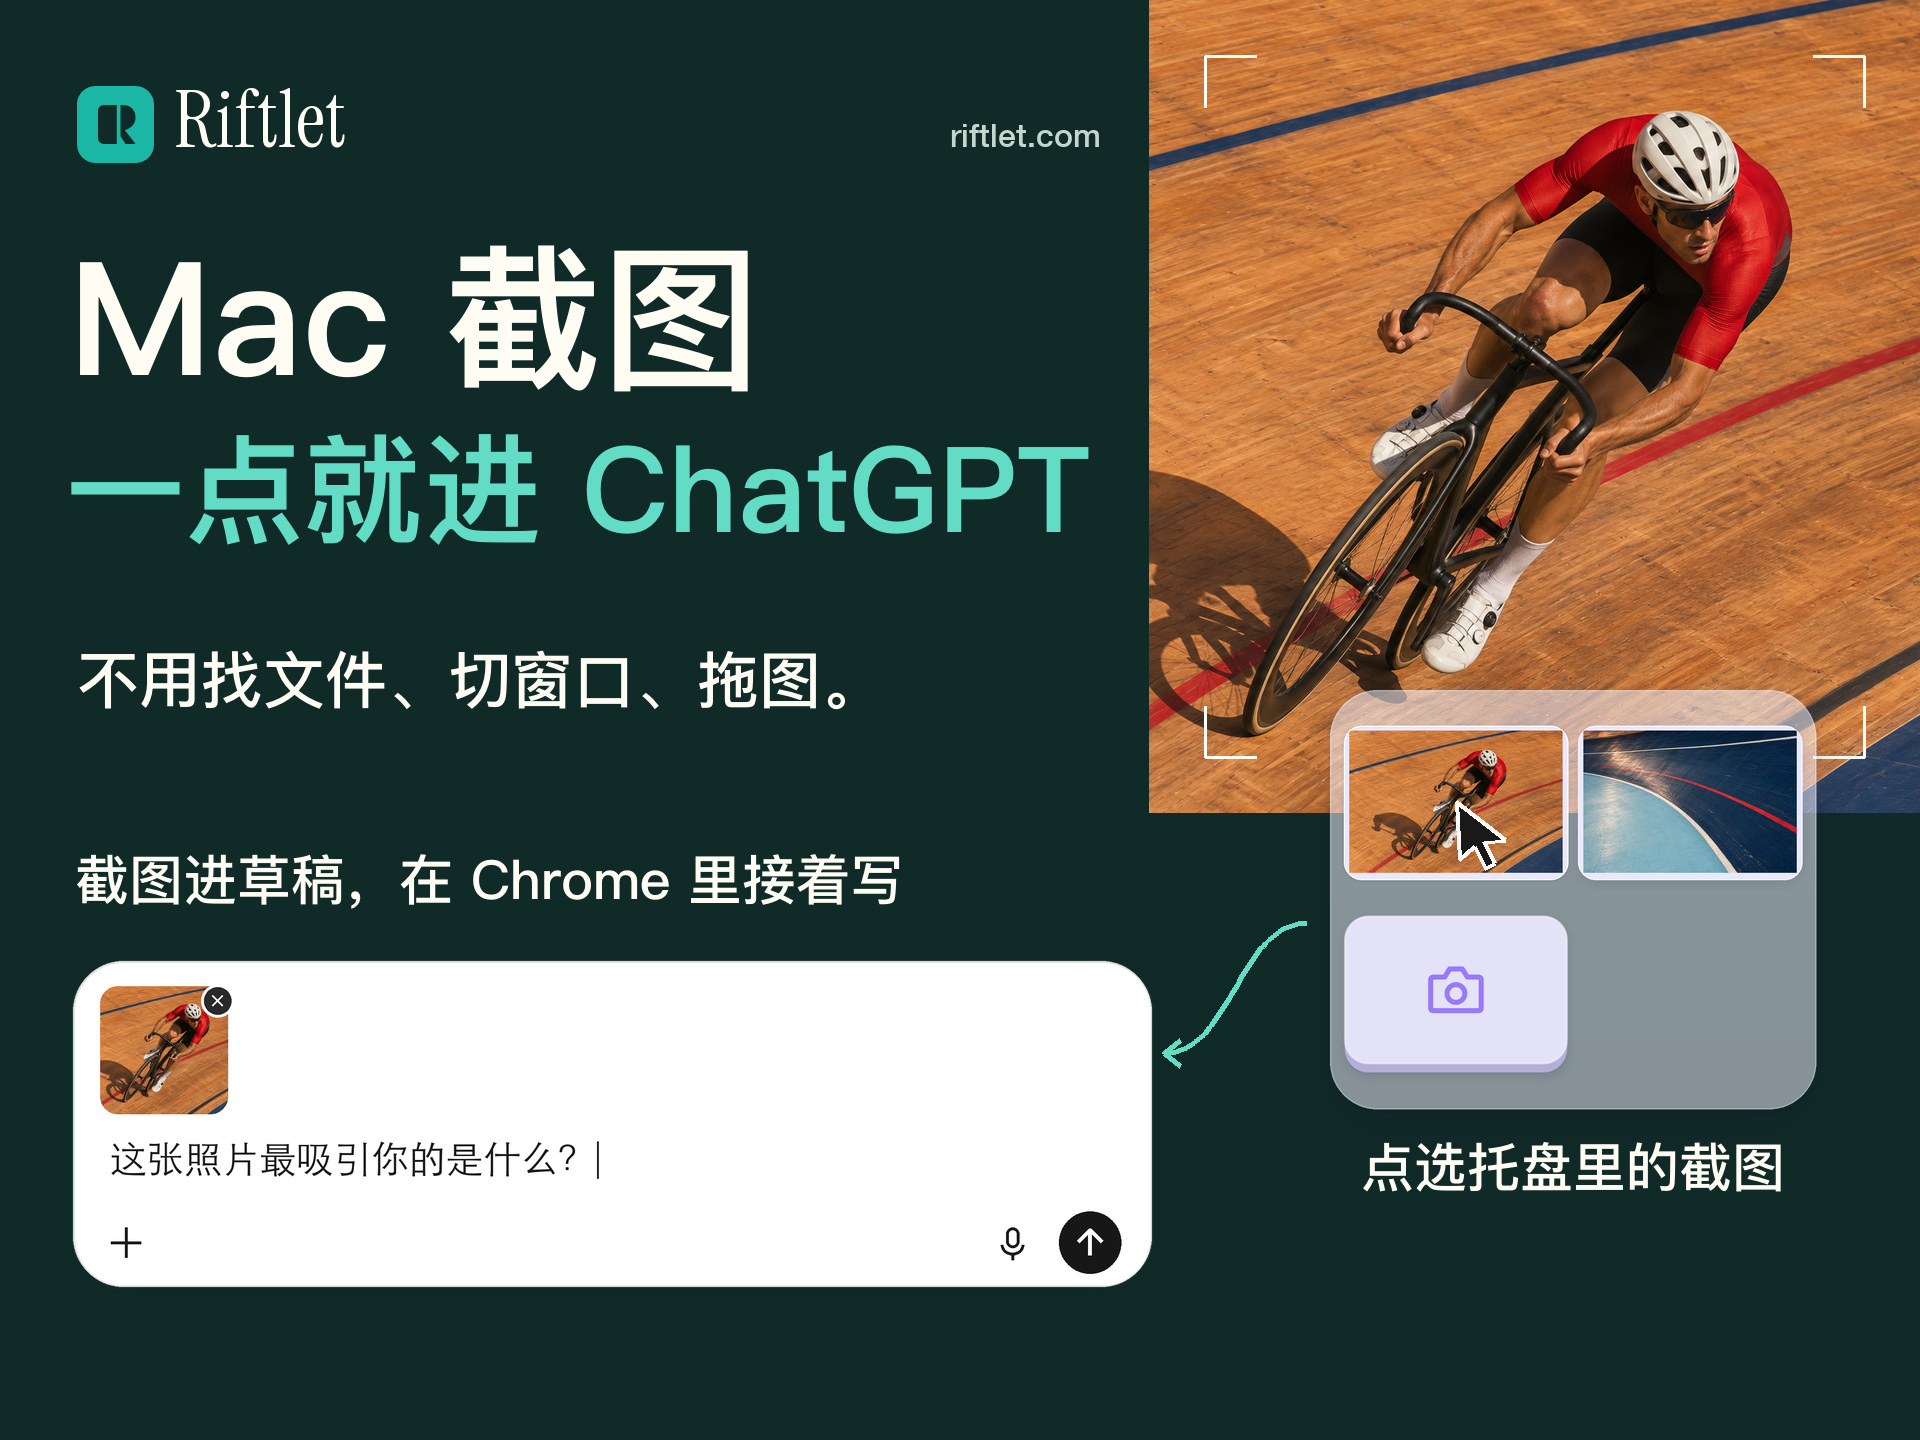 Riftlet
riftlet.com
Mac 截图
一点就进 ChatGPT
不用找文件、切窗口、拖图。
截图进草稿，在 Chrome 里接着写
这张照片最吸引你的是什么？
点选托盘里的截图